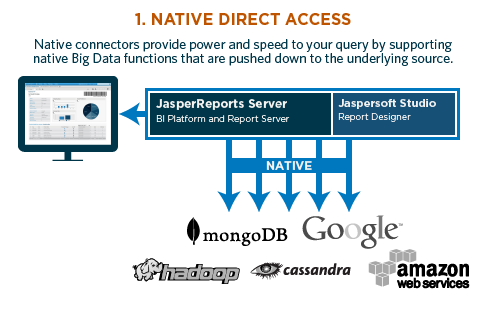 1. NATIVE DIRECT ACCESS
Native connectors provide power and speed to your query by supporting
native Big Data functions that are pushed down to the underlying source.
JasperReports Server
BI Platform and Report Server
Jaspersoft Studio
Report Designer
NATIVE
mongoDB
Google™
hadoop
cassandra
amazon
web services